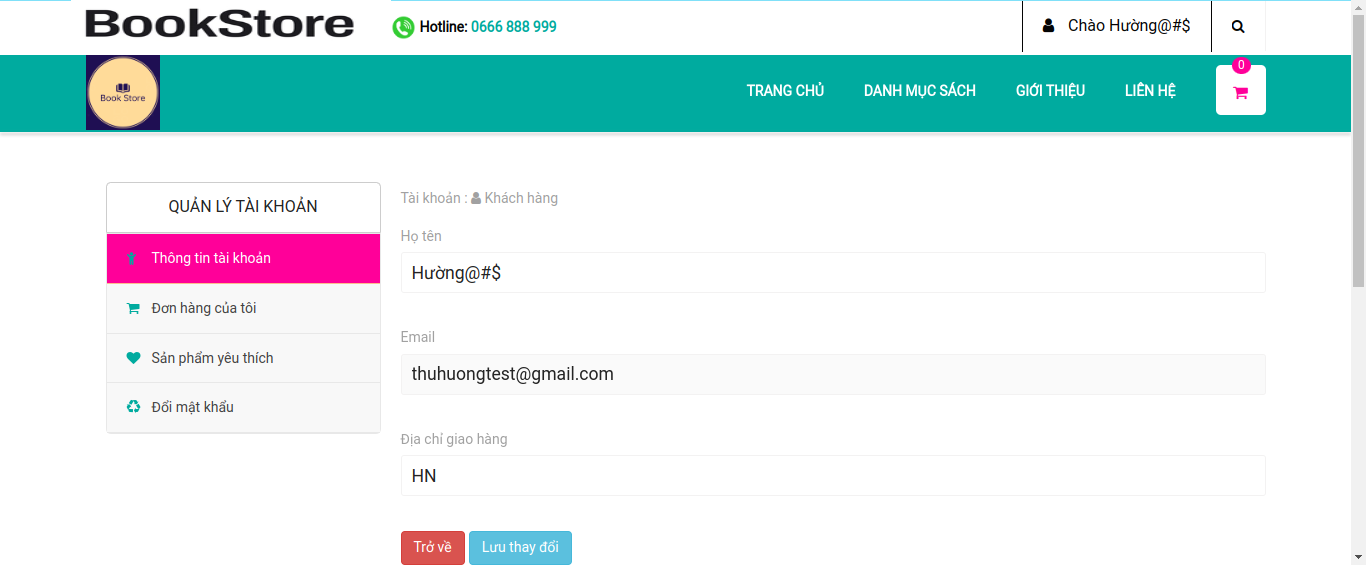 BookStore
Hotline: 0666 888 999
Chào Hường@#$
Book Store
TRANG CHỦ DANH MỤC SÁCH GIỚI THIỆU LIÊN HỆ
0
QUẢN LÝ TÀI KHOẢN
Thông tin tài khoản
Đơn hàng của tôi
Sản phẩm yêu thích
Đổi mật khẩu
Tài khoản : Khách hàng
Họ tên
Hường@#$
Email
thuhuongtest@gmail.com
Địa chỉ giao hàng
HN
Trở về Lưu thay đổi